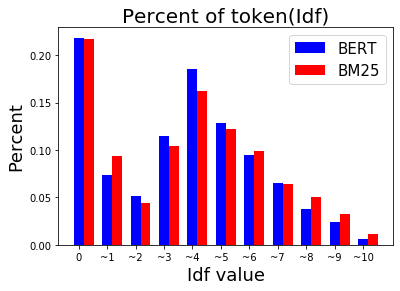 Percent of token(Idf)
BERT
BM25
Percent
0.20
0.15
0.10
0.05
0.00
0 ~1 ~2 ~3 ~4 ~5 ~6 ~7 ~8 ~9 ~10
Idf value